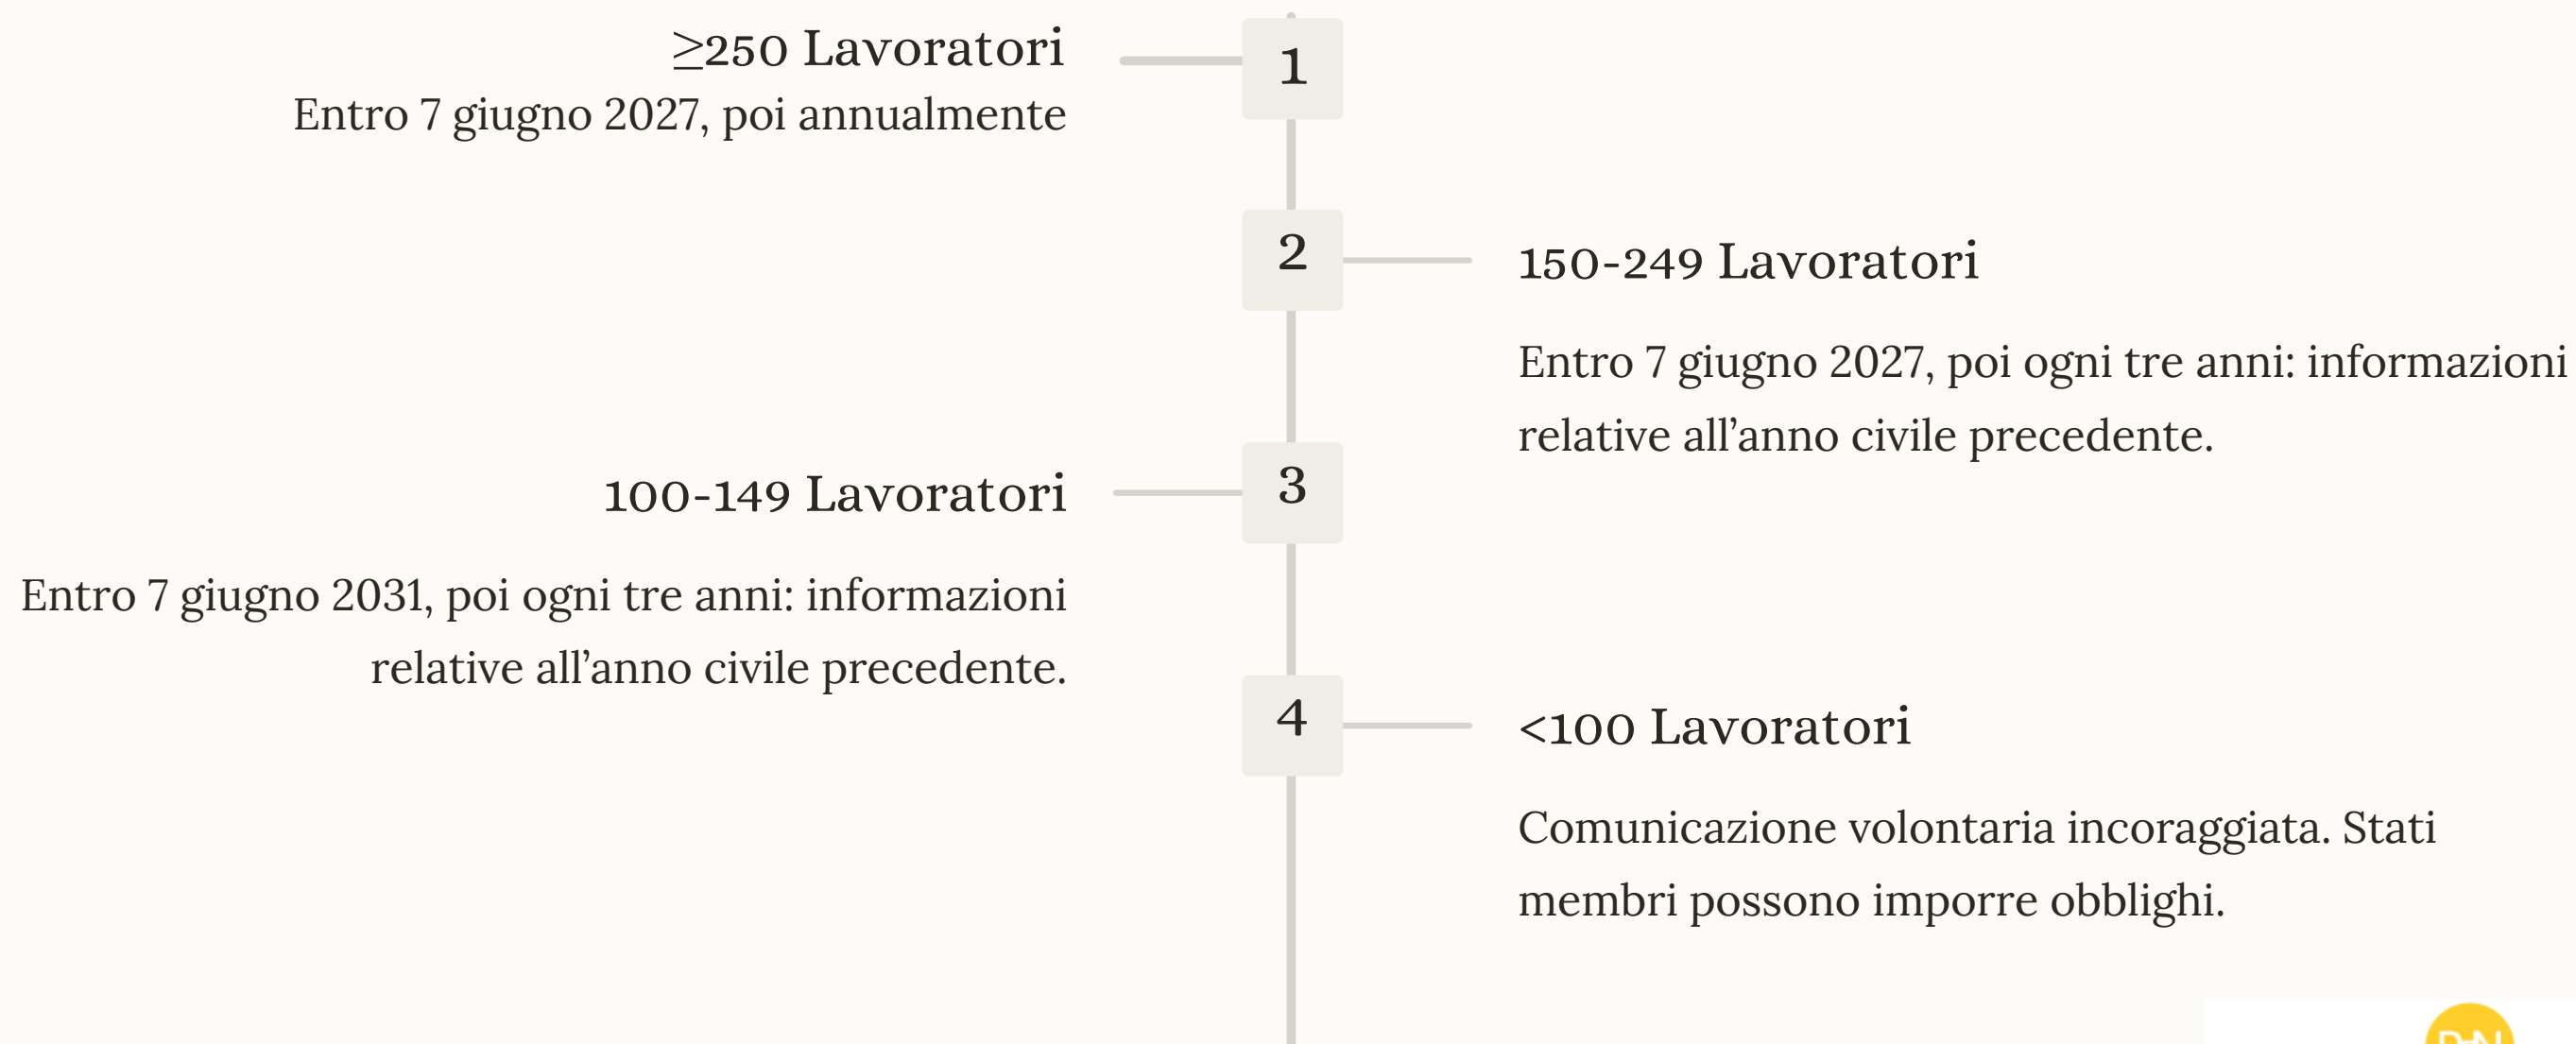 ≥250 Lavoratori
Entro 7 giugno 2027, poi annualmente
1
2
150-249 Lavoratori
Entro 7 giugno 2027, poi ogni tre anni: informazioni
relative all’anno civile precedente.
3
100-149 Lavoratori
Entro 7 giugno 2031, poi ogni tre anni: informazioni
relative all’anno civile precedente.
4
<100 Lavoratori
Comunicazione volontaria incoraggiata. Stati
membri possono imporre obblighi.